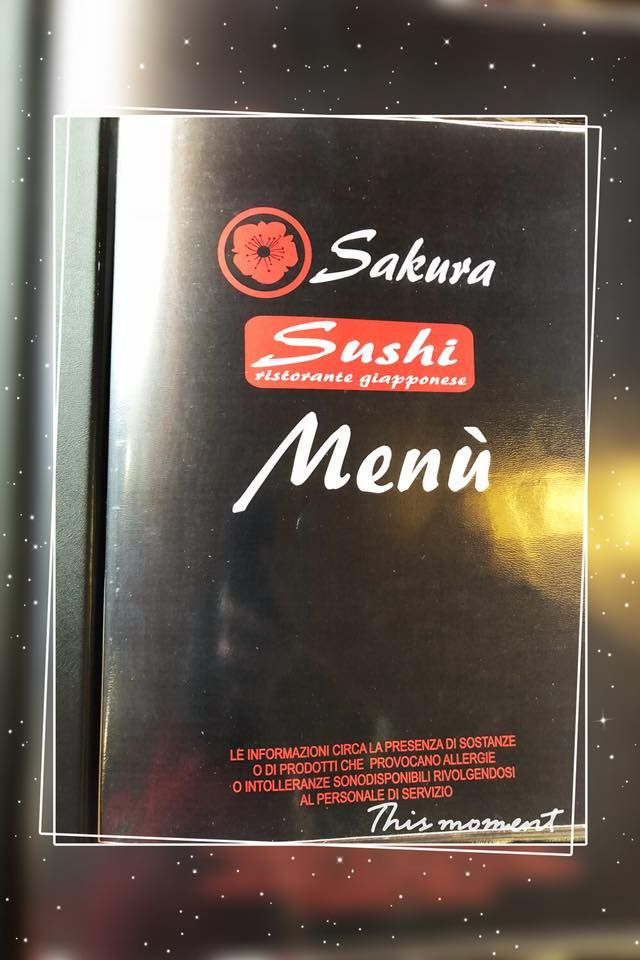 Sakura
Sushi
ristorante giapponese
Menù
LE INFORMAZIONI CIRCA LA PRESENZA DI SOSTANZE
O DI PRODOTTI CHE PROVOCANO ALLERGIE
O INTOLLERANZE SONODISPONIBILI RIVOLGENDOSI
AL PERSONALE DI SERVIZIO
This moment